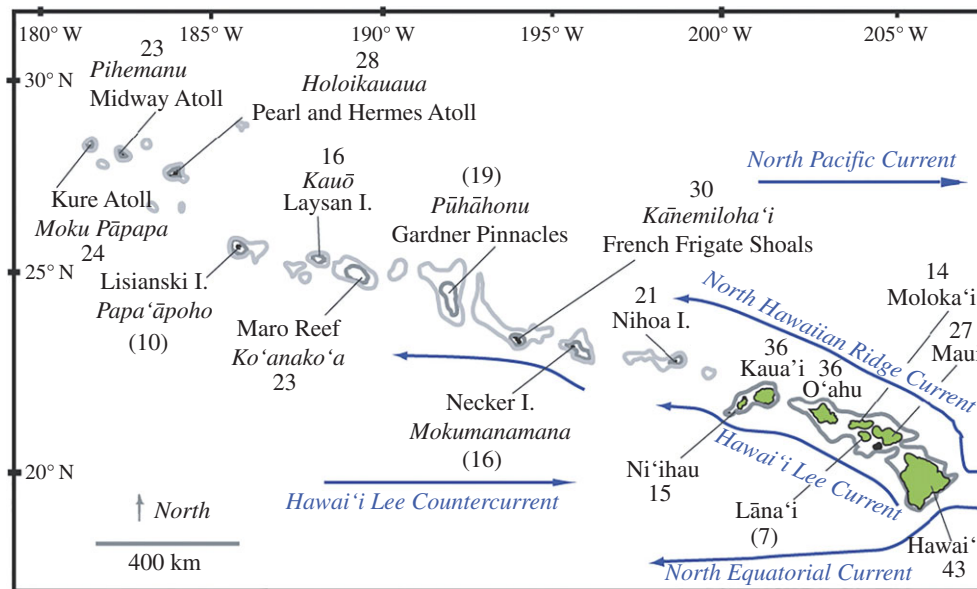 180° W
185° W
190° W
195° W
200° W
205° W
30° N
25° N
20° N
23
Pihemanu
Midway Atoll
28
Holoikauaua
Pearl and Hermes Atoll
Kure Atoll
Moku Pāpapa
24
16
Kauō
Laysan I.
(19)
Pūhāhonu
Gardner Pinnacles
30
Kānemiloha‘i
French Frigate Shoals
North Pacific Current
Lisianski I.
Papa‘āpoho
(10)
Maro Reef
Ko‘anako‘a
23
21
Nihoa I.
14
Moloka‘i
27
Maui
North Hawaiian Ridge Current
36
Kaua‘i
36
O‘ahu
Necker I.
Mokumanamana
(16)
Ni‘ihau
15
Hawai‘i Lee Current
Lāna‘i
(7)
Hawai‘i Lee Countercurrent
North
400 km
Hawai‘
43
North Equatorial Current